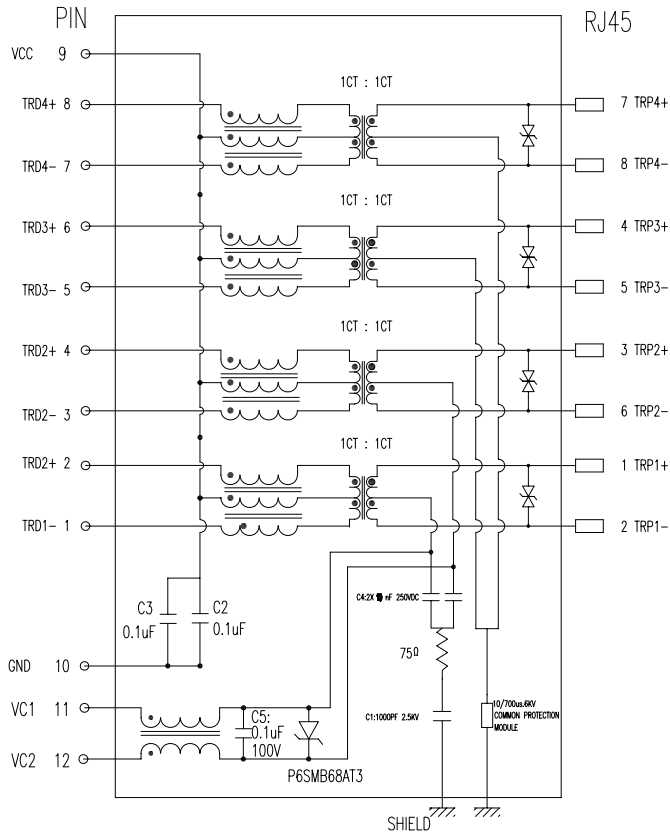 PIN
RJ45
VCC 9
1CT : 1CT
TRD4+ 8
7 TRP4+
TRD4- 7
8 TRP4-
1CT : 1CT
TRD3+ 6
4 TRP3+
TRD3- 5
5 TRP3-
1CT : 1CT
TRD2+ 4
3 TRP2+
TRD2- 3
6 TRP2-
1CT : 1CT
TRD2+ 2
1 TRP1+
TRD1- 1
2 TRP1-
C3
0.1uF
C2
0.1uF
C4:2X nF 250VDC
75Ω
GND 10
VC1 11
C5:
0.1uF
100V
C1:1000PF 2.5KV
10/700us.6KV
COMMON PROTECTION
MODULE
VC2 12
P6SMB68AT3
SHIELD